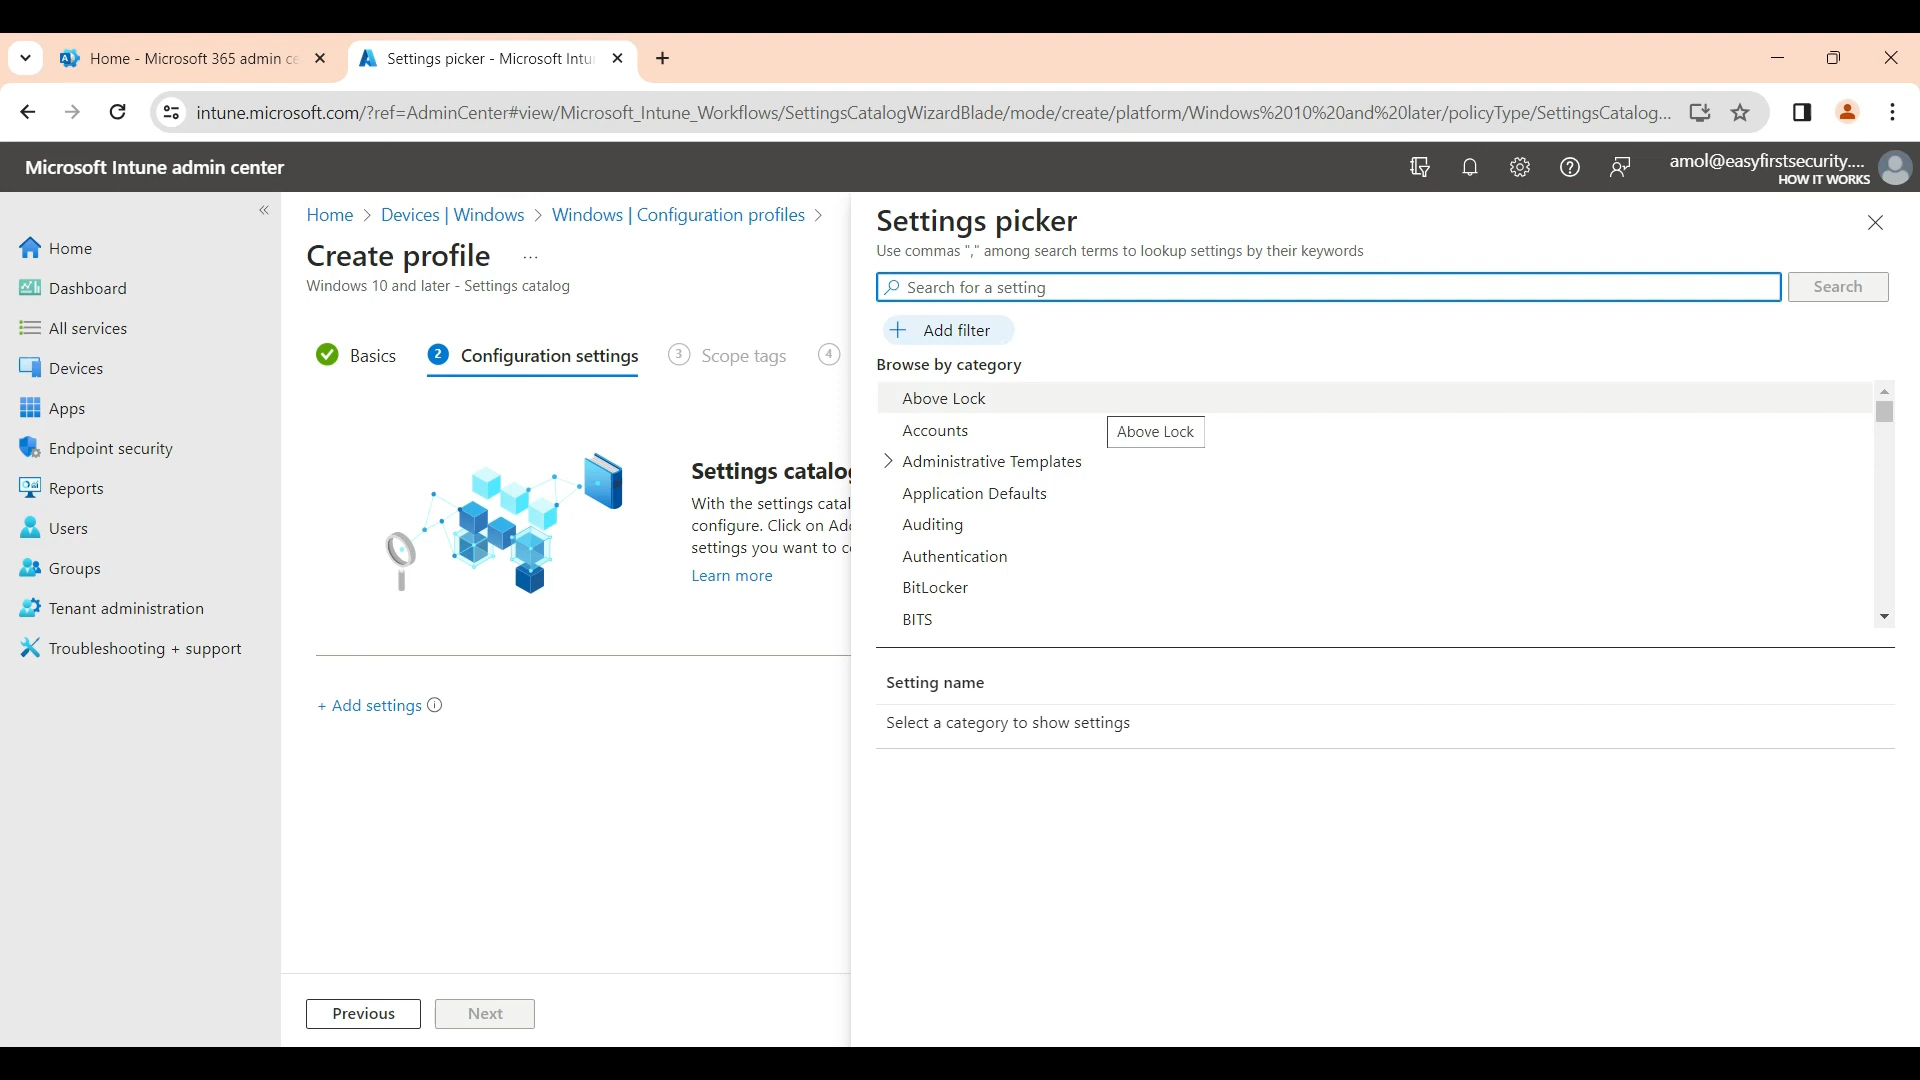 Home - Microsoft 365 admin ce
Settings picker - Microsoft Intu
intune.microsoft.com/?ref=AdminCenter#view/Microsoft_Intune_Workflows/SettingsCatalogWizardBlade/mode/create/platform/Windows%2010%20and%20later/policyType/SettingsCatalog...
Microsoft Intune admin center
amol@easyfirstsecurity....
HOW IT WORKS
Home
Dashboard
All services
Devices
Apps
Endpoint security
Reports
Users
Groups
Tenant administration
Troubleshooting + support
Home > Devices | Windows > Windows | Configuration profiles >
Create profile ...
Windows 10 and later - Settings catalog
Basics
2 Configuration settings
3 Scope tags
4
Settings catalog
With the settings catal
configure. Click on Ad
settings you want to c
Learn more
+ Add settings
Previous
Next
Settings picker
Use commas "," among search terms to lookup settings by their keywords
Search for a setting
Search
+ Add filter
Browse by category
Above Lock
Accounts
Above Lock
Administrative Templates
Application Defaults
Auditing
Authentication
BitLocker
BITS
Setting name
Select a category to show settings